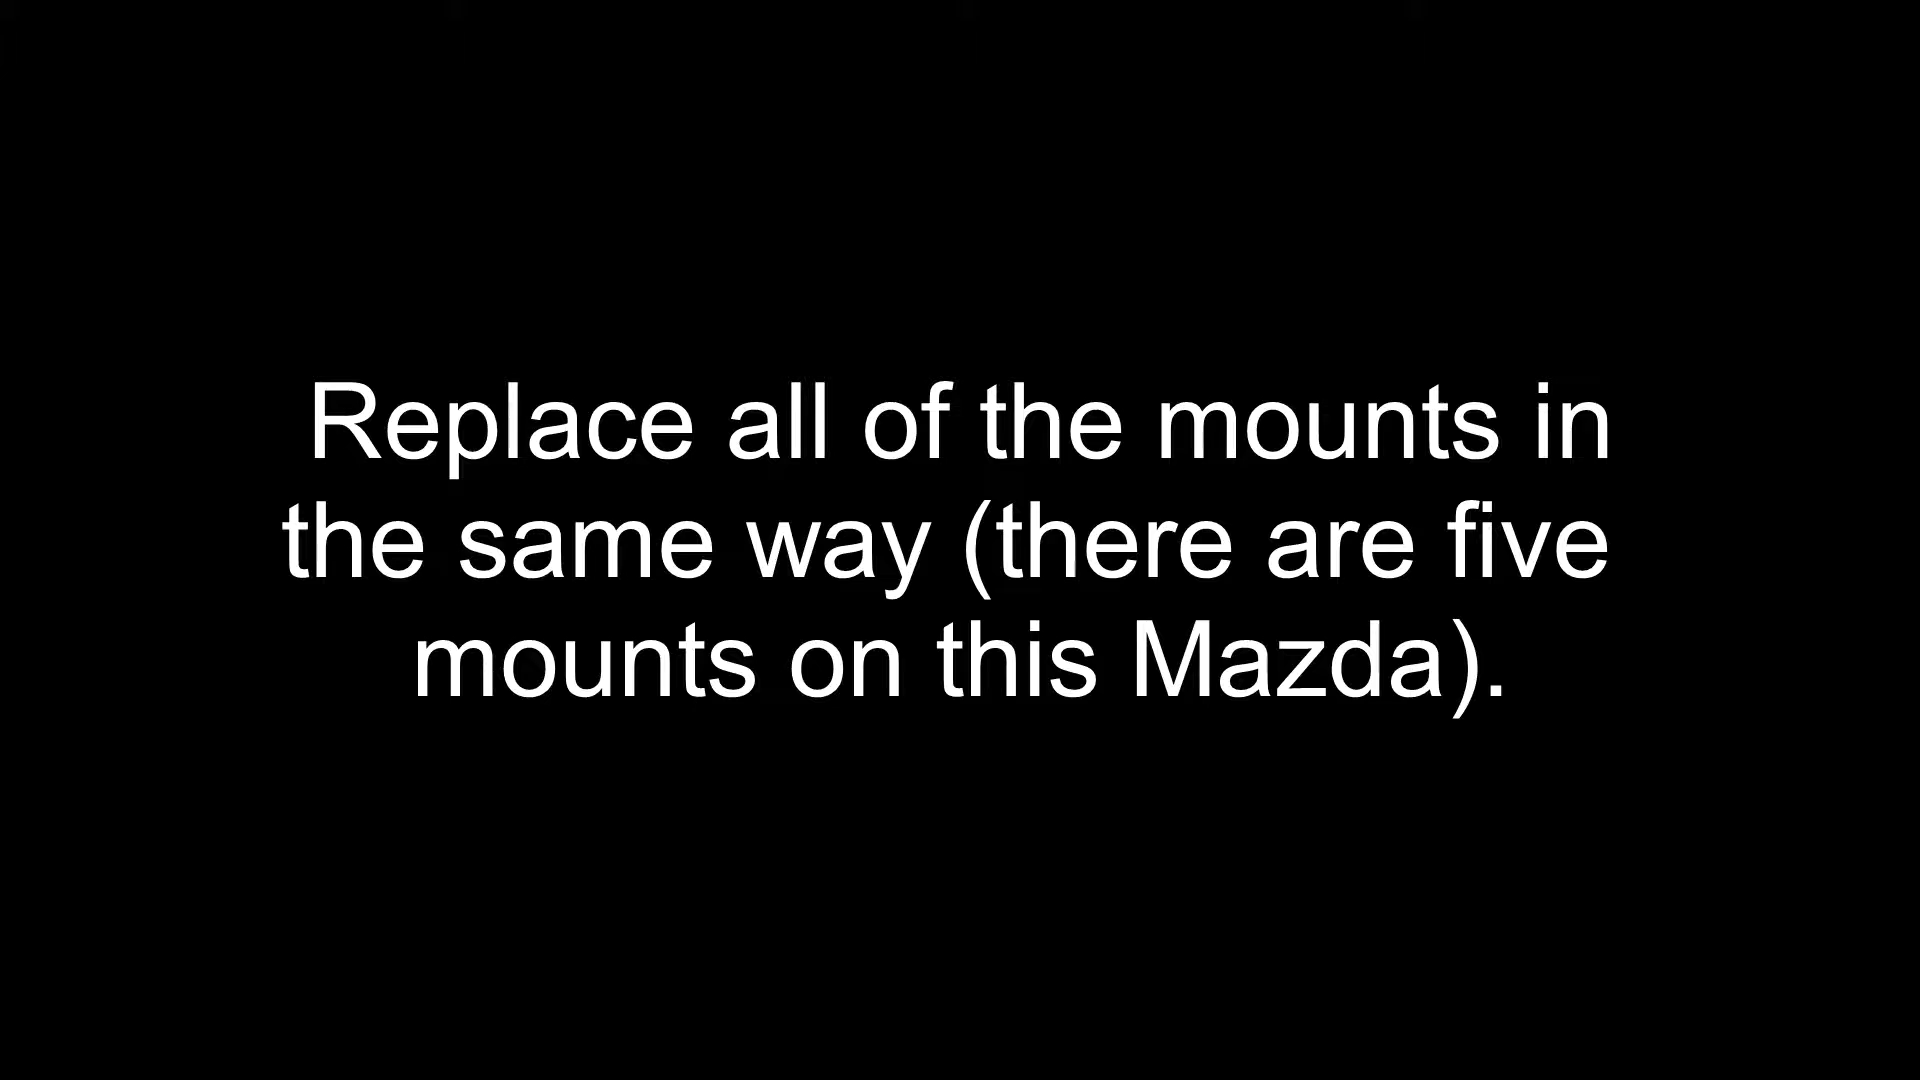 Replace all of the mounts in
the same way (there are five
mounts on this Mazda).